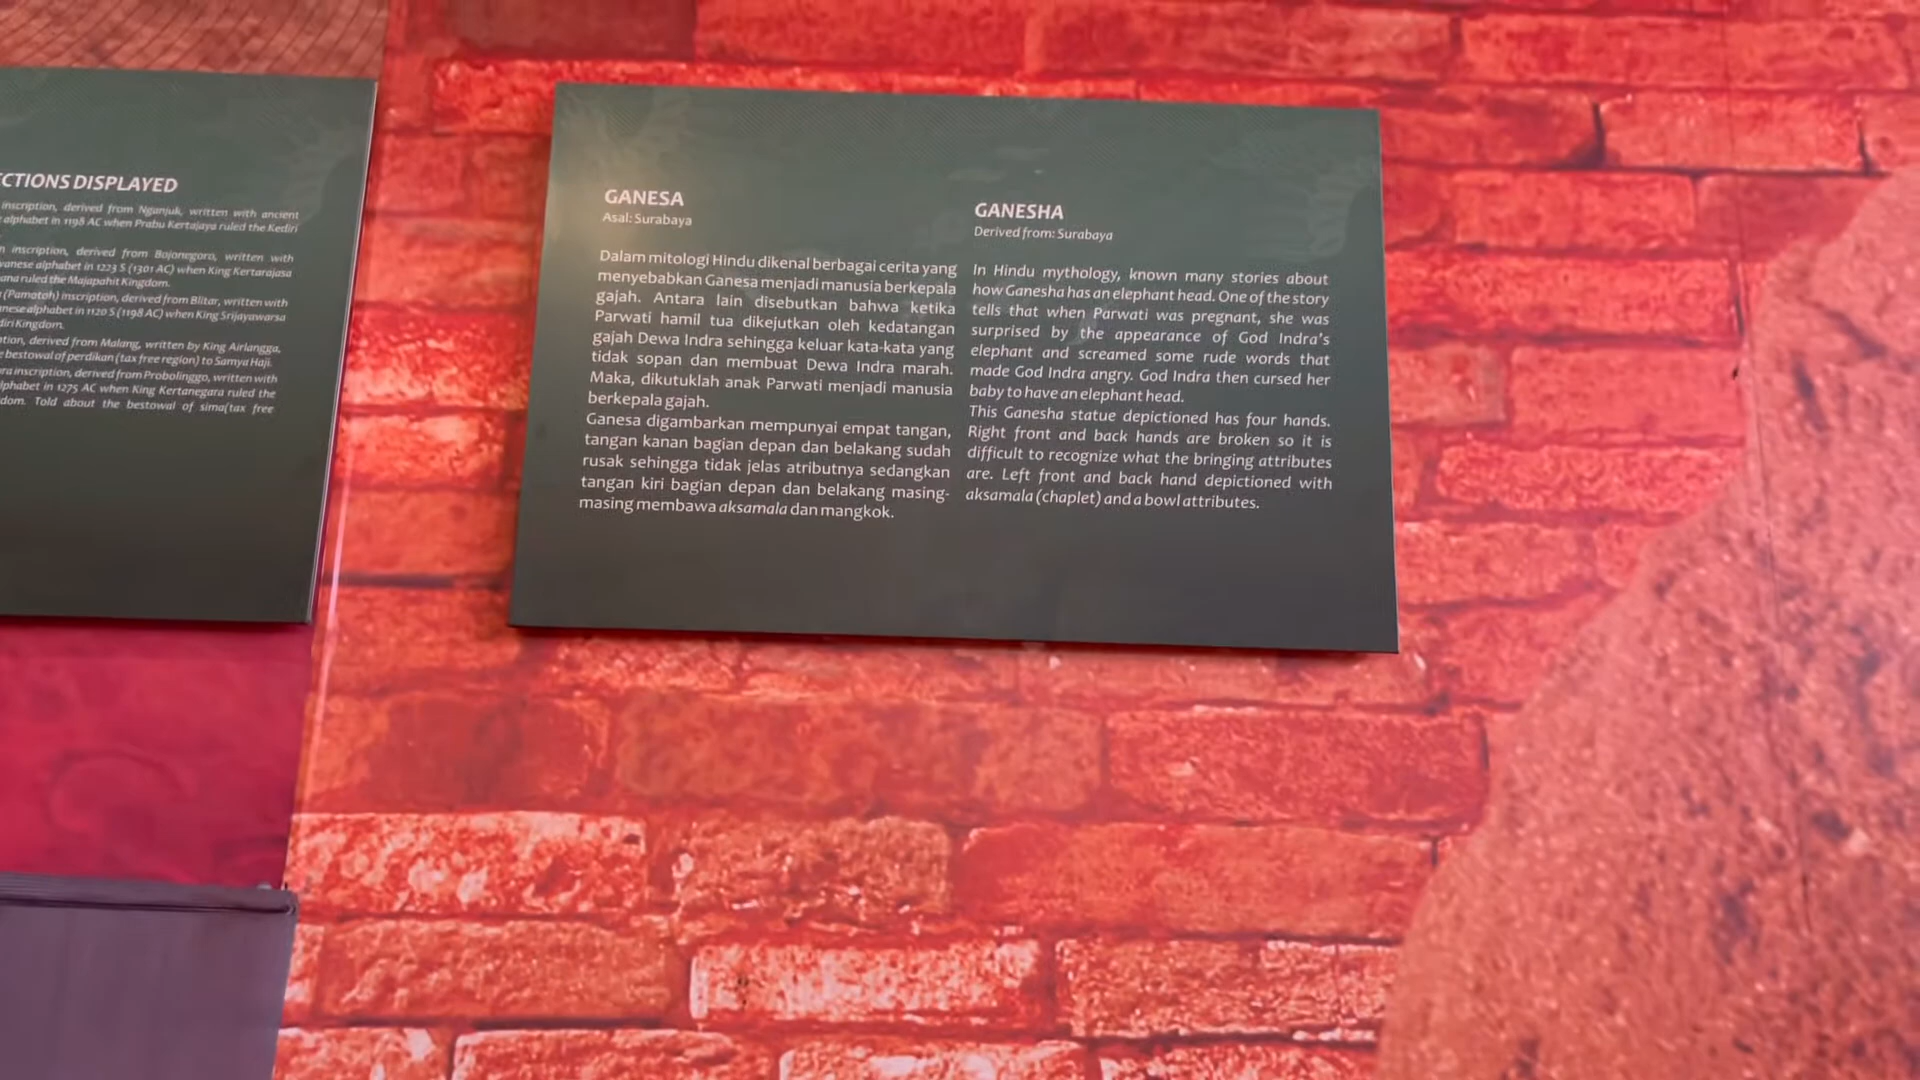 CTIONS DISPLAYED
inscription, derived from Nganjuk, written with ancient
alphabet in 1198 AC when Prabu Kertajaya ruled the Kediri
inscription, derived from Bojonegoro, written with
vanese alphabet in 1223 S (1301 AC) when King Kertarajasa
ana ruled the Majapahit Kingdom.
(Pamotoh) inscription, derived from Blitar, written with
nese alphabet in 1120 S (1198 AC) when King Srijayawarsa
diri Kingdom.
tion, derived from Malang, written by King Airlangga,
bestowal of perdikan (tax free region) to Samya Haji.
ra inscription, derived from Probolinggo, written with
lphabet in 1275 AC when King Kertanegara ruled the
dom. Told about the bestowal of sima(tax free
GANESA
Asal: Surabaya
Dalam mitologi Hindu dikenal berbagai cerita yang
menyebabkan Ganesa menjadi manusia berkepala
gajah. Antara lain disebutkan bahwa ketika
Parwati hamil tua dikejutkan oleh kedatangan
gajah Dewa Indra sehingga keluar kata-kata yang
tidak sopan dan membuat Dewa Indra marah.
Maka, dikutuklah anak Parwati menjadi manusia
berkepala gajah.
Ganesa digambarkan mempunyai empat tangan,
tangan kanan bagian depan dan belakang sudah
rusak sehingga tidak jelas atributnya sedangkan
tangan kiri bagian depan dan belakang masing-
masing membawa aksamala dan mangkok.
GANESHA
Derived from: Surabaya
In Hindu mythology, known many stories about
how Ganesha has an elephant head. One of the story
tells that when Parwati was pregnant, she was
surprised by the appearance of God Indra's
elephant and screamed some rude words that
made God Indra angry. God Indra then cursed her
baby to have an elephant head.
This Ganesha statue depictioned has four hands.
Right front and back hands are broken so it is
difficult to recognize what the bringing attributes
are. Left front and back hand depictioned with
aksamala (chaplet) and a bowl attributes.